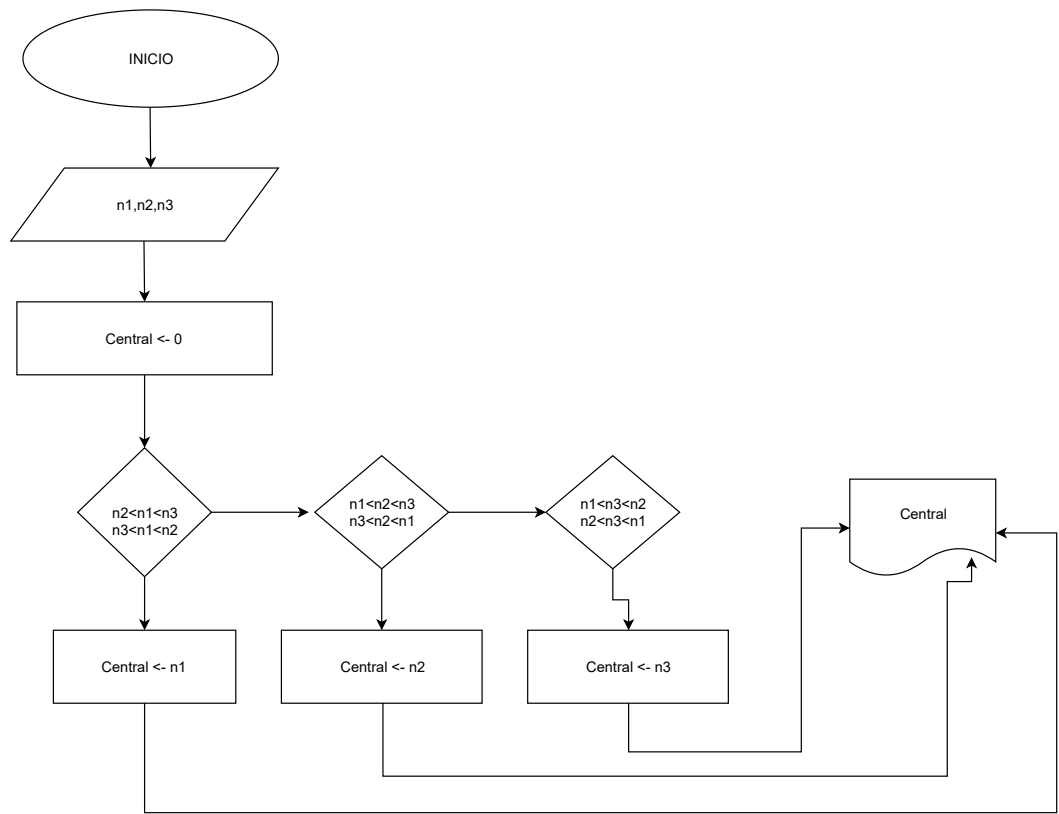 INICIO
n1,n2,n3
Central <- 0
n2<n1<n3
n3<n1<n2
n1<n2<n3
n3<n2<n1
n1<n3<n2
n2<n3<n1
Central
Central <- n1
Central <- n2
Central <- n3